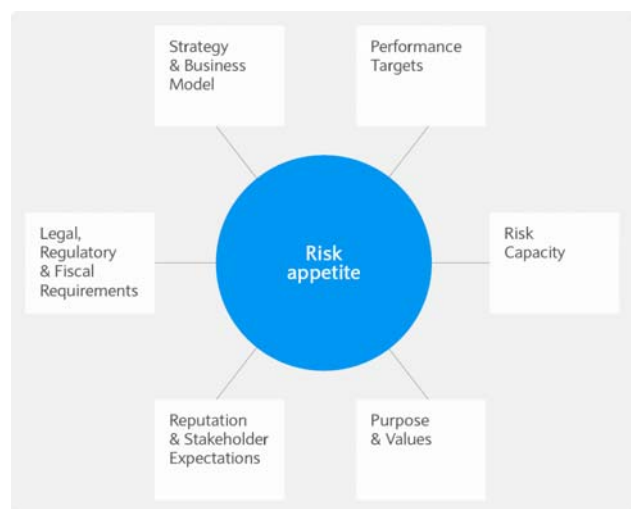 Strategy
& Business
Model
Performance
Targets
Legal,
Regulatory
& Fiscal
Requirements
Risk
appetite
Risk
Capacity
Reputation
& Stakeholder
Expectations
Purpose
& Values